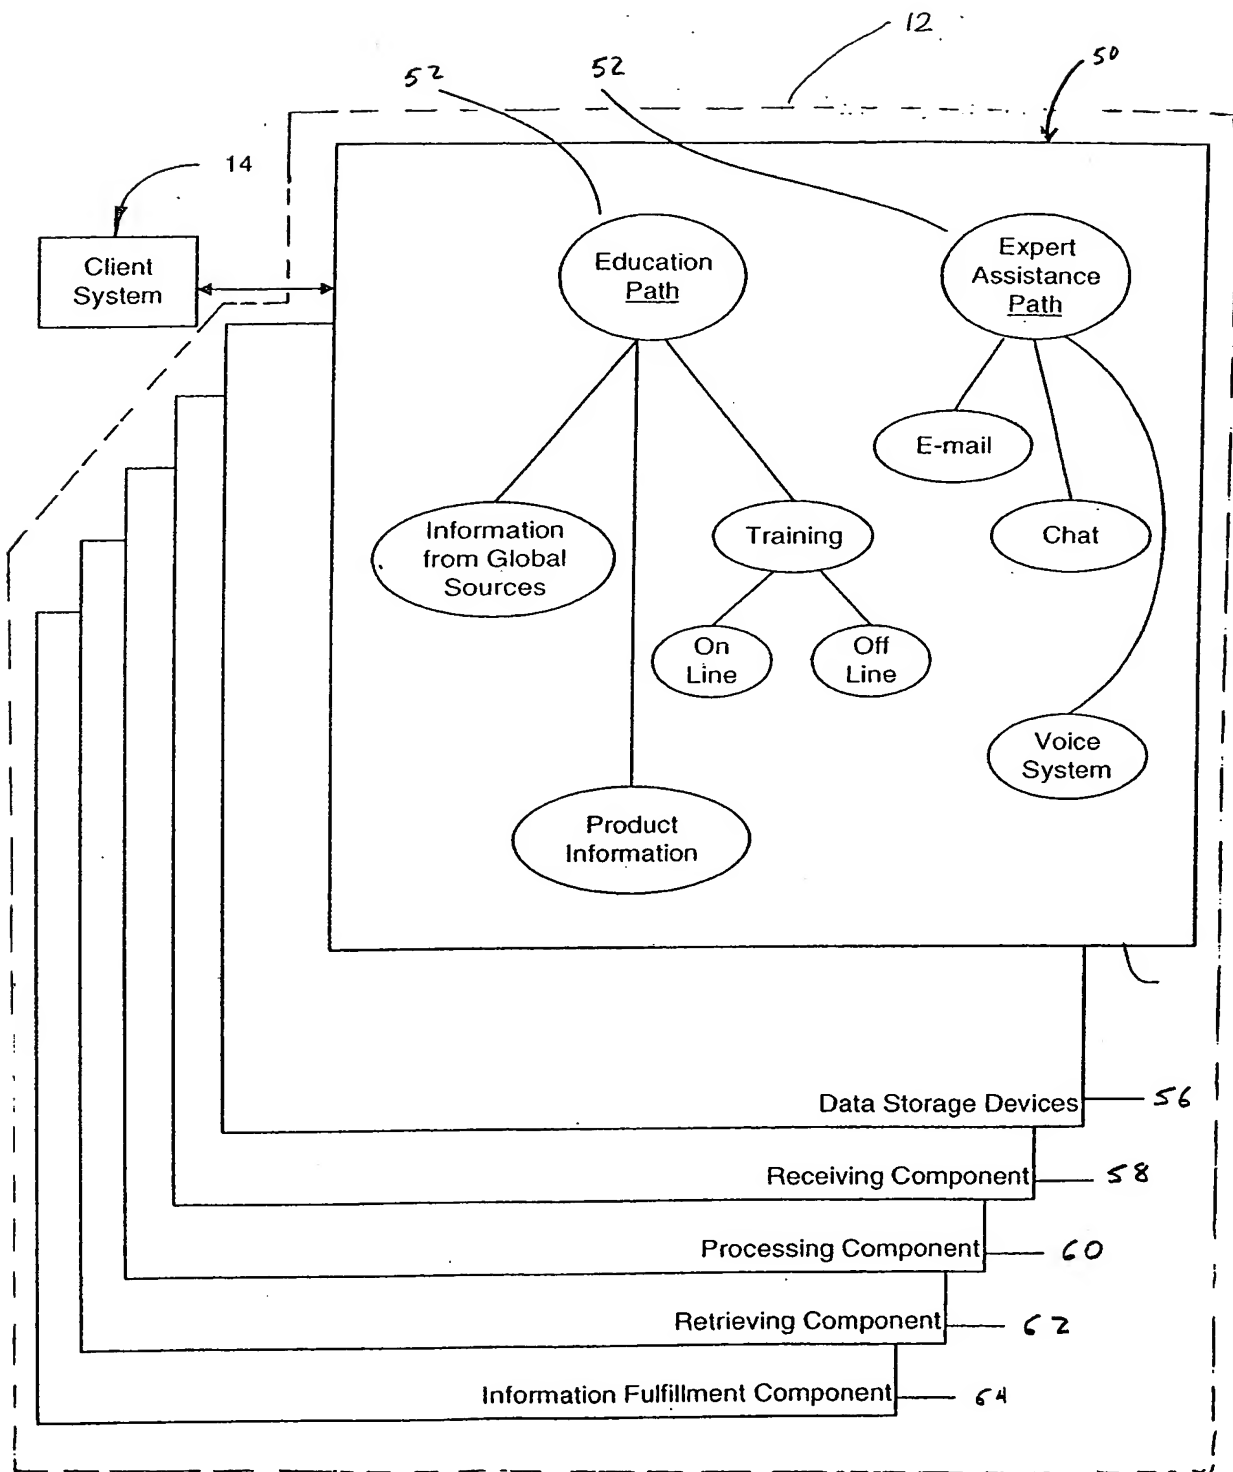 12
52
52
50
14
Client
System
Education
Path
Expert
Assistance
Path
E-mail
Information
from Global
Sources
Training
Chat
On
Line
Off
Line
Voice
System
Product
Information
Data Storage Devices
56
Receiving Component
58
Processing Component
60
Retrieving Component
62
Information Fulfillment Component
64